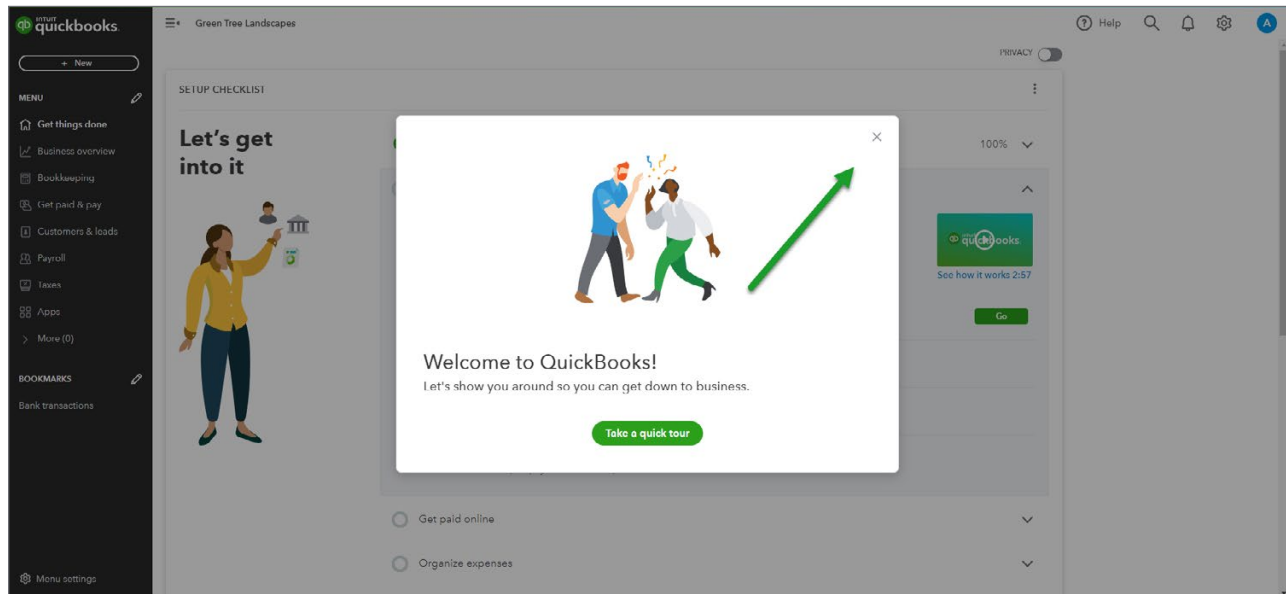 INTUIT
quickbooks.
Green Tree Landscapes
Help
A
+ New
PRIVACY
MENU
SETUP CHECKLIST
Get things done
Business overview
Bookkeeping
Get paid & pay
Customers & leads
Payroll
Taxes
Apps
More (0)
BOOKMARKS
Bank transactions
Menu settings
Let's get
into it
100%
quickbooks.
See how it works 2:57
Go
Welcome to QuickBooks!
Let's show you around so you can get down to business.
Take a quick tour
Get paid online
Organize expenses